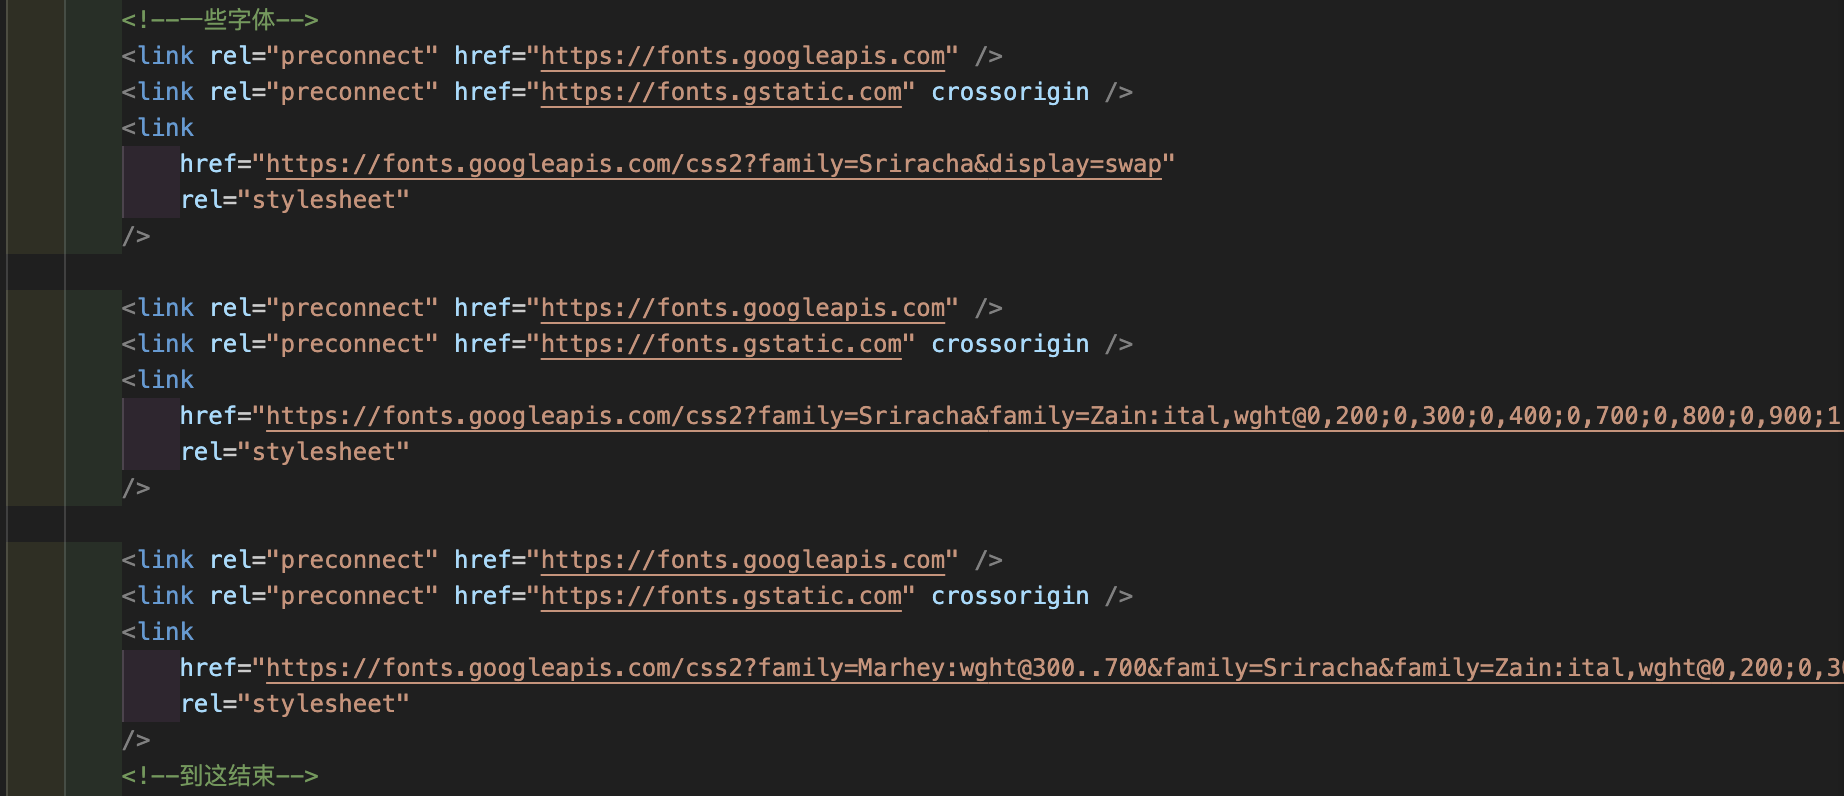 <!--一些字体-->
<link rel="preconnect" href="https://fonts.googleapis.com" />
<link rel="preconnect" href="https://fonts.gstatic.com" crossorigin />
<link
href="https://fonts.googleapis.com/css2?family=Sriracha&display=swap"
rel="stylesheet"
/>
<link rel="preconnect" href="https://fonts.googleapis.com" />
<link rel="preconnect" href="https://fonts.gstatic.com" crossorigin />
<link
href="https://fonts.googleapis.com/css2?family=Sriracha&family=Zain:ital,wght@0,200;0,300;0,400;0,700;0,800;0,900;1
rel="stylesheet"
/>
<link rel="preconnect" href="https://fonts.googleapis.com" />
<link rel="preconnect" href="https://fonts.gstatic.com" crossorigin />
<link
href="https://fonts.googleapis.com/css2?family=Marhey:wght@300..700&family=Sriracha&family=Zain:ital,wght@0,200;0,30
rel="stylesheet"
/>
<!--到这结束-->